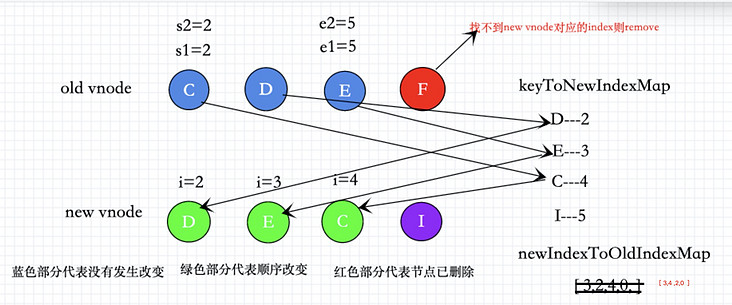 s2=2
s1=2
e2=5
e1=5
找不到new vnode对应的index则remove
old vnode
C
D
E
F
keyToNewIndexMap
D---2
E---3
C---4
I---5
i=2
i=3
i=4
new vnode
D
E
C
I
newIndexToOldIndexMap
[ 3,2,4,0, ]
[ 3,4 ,2,0 ]
蓝色部分代表没有发生改变
绿色部分代表顺序改变
红色部分代表节点已删除